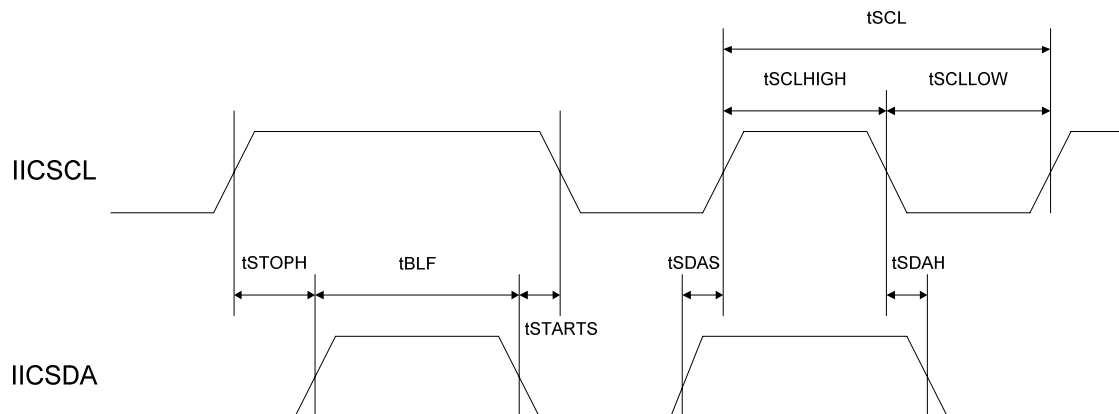 tSCL
tSCLHIGH tSCLLOW
IICSCL
tSTOPH tBLF tSDAS tSDAH
tSTARTS
IICSDA